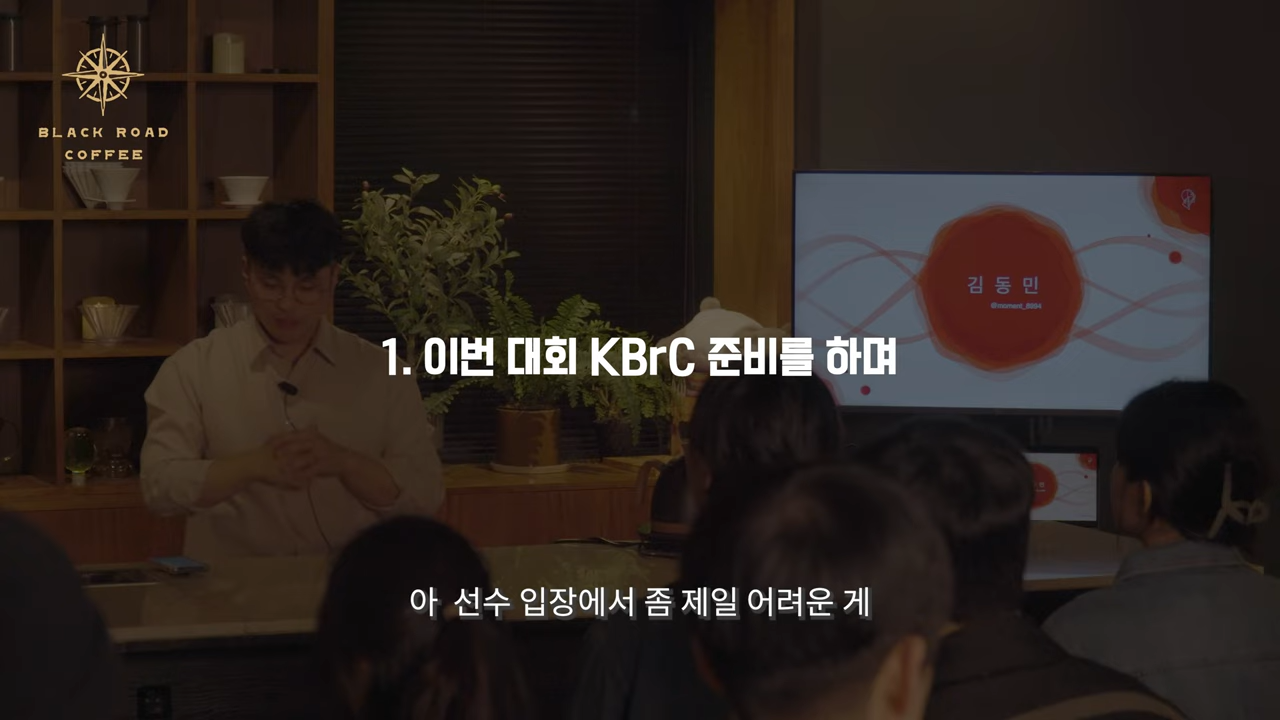 BLACK ROAD
COFFEE
김동민
@moment_8894
1. 이번 대회 KBrC 준비를 하며
아 선수 입장에서 좀 제일 어려운 게